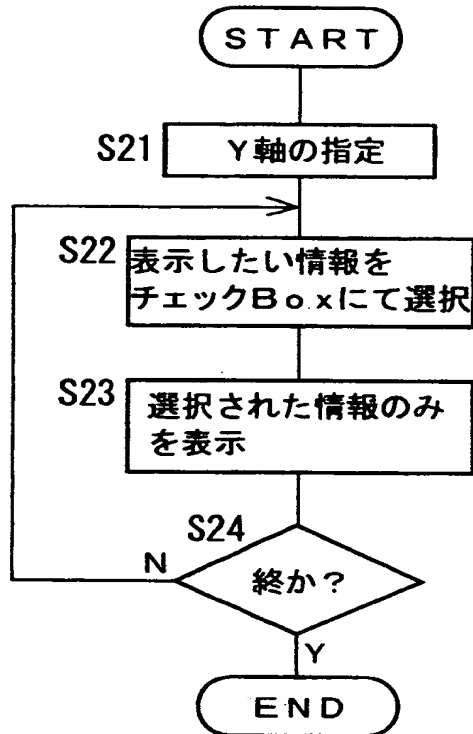 START
S21
Y軸の指定
S22
表示したい情報を
チェックBoxにて選択
S23
選択された情報のみ
を表示
S24
終か?
N
Y
END